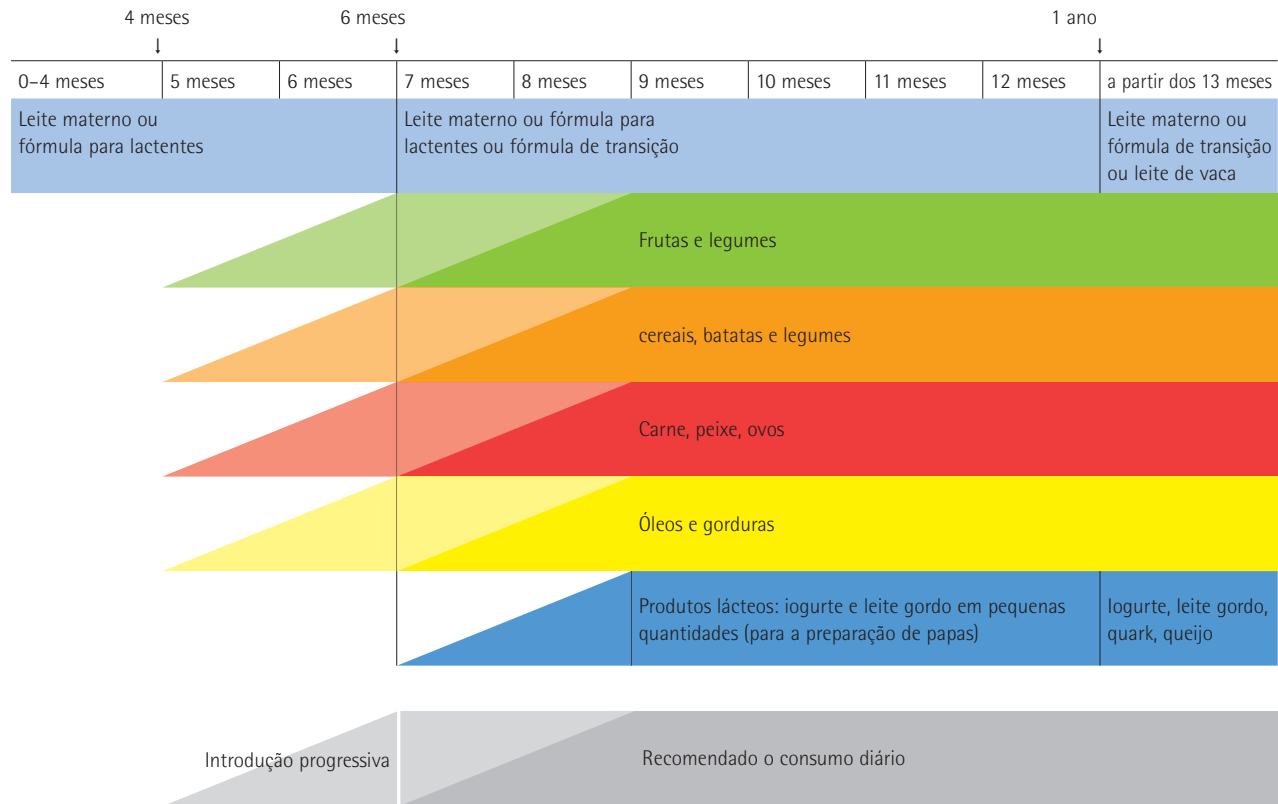 4 meses
6 meses
1 ano
0–4 meses
5 meses
6 meses
7 meses
8 meses
9 meses
10 meses
11 meses
12 meses
a partir dos 13 meses
Leite materno ou
fórmula para lactentes
Leite materno ou fórmula para
lactentes ou fórmula de transição
Leite materno ou
fórmula de transição
ou leite de vaca
Frutas e legumes
cereais, batatas e legumes
Carne, peixe, ovos
Óleos e gorduras
Produtos lácteos: iogurte e leite gordo em pequenas
quantidades (para a preparação de papas)
Iogurte, leite gordo,
quark, queijo
Introdução progressiva
Recomendado o consumo diário